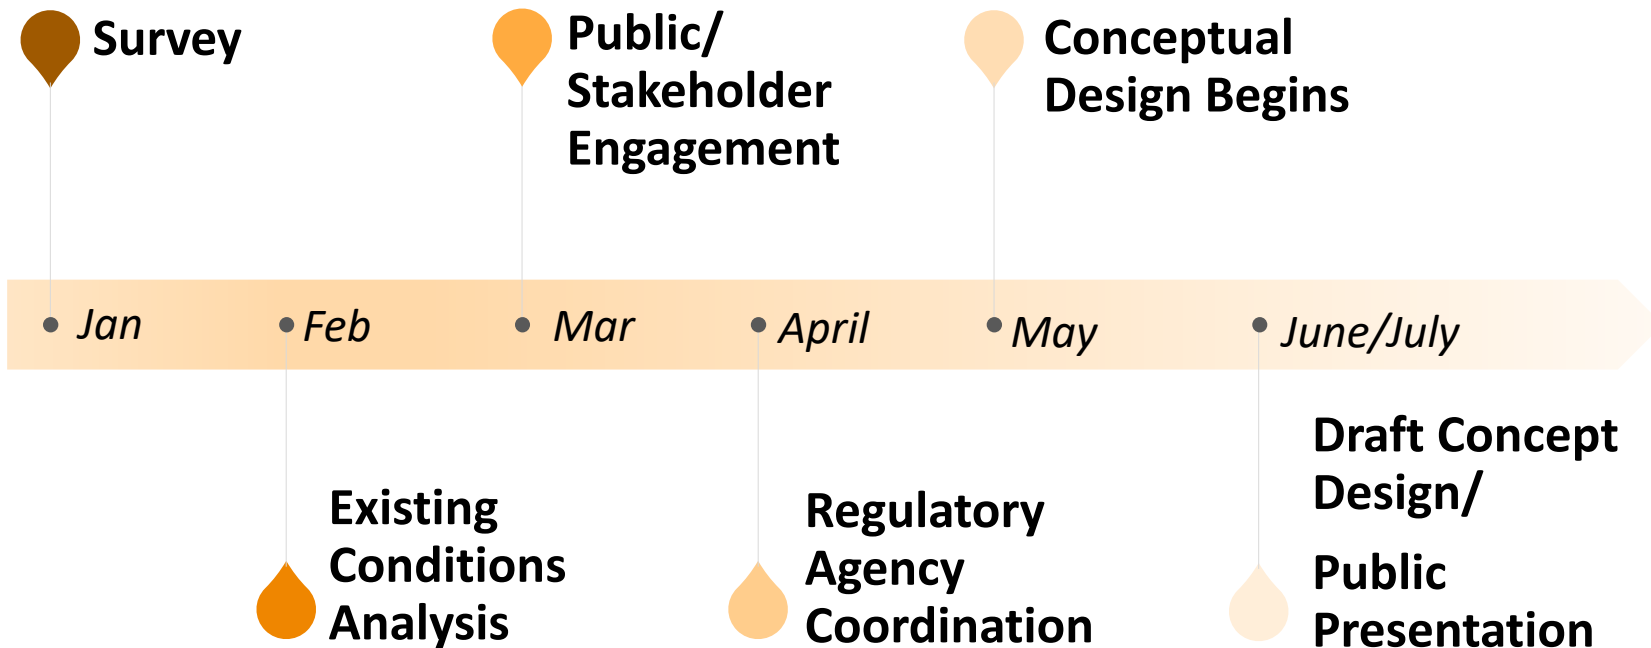 Survey
Public/
Stakeholder
Engagement
Conceptual
Design Begins
Jan
Feb
Mar
April
May
June/July
Existing
Conditions
Analysis
Regulatory
Agency
Coordination
Draft Concept
Design/
Public
Presentation